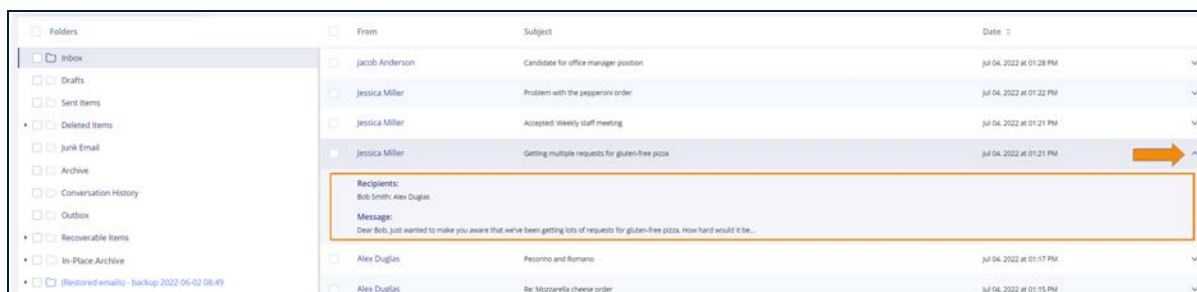 Folders
From Subject Date
Inbox
Drafts
Sent Items
Deleted Items
Junk Email
Archive
Conversation History
Outbox
Recoverable Items
In-Place Archive
(Restored emails) - backup 2022-06-02 08:49
Jacob Anderson Candidate for office manager position Jul 04, 2022 at 01:28 PM
Jessica Miller Problem with the pepperoni order Jul 04, 2022 at 01:22 PM
Jessica Miller Accepted: Weekly staff meeting Jul 04, 2022 at 01:21 PM
Jessica Miller Getting multiple requests for gluten-free pizza Jul 04, 2022 at 01:21 PM
Recipients:
Bob Smith; Alex Duglas
Message:
Dear Bob, Just wanted to make you aware that we've been getting lots of requests for gluten-free pizza. How hard would it be...
Alex Duglas Pecorino and Romano Jul 04, 2022 at 01:17 PM
Alex Duglas Re: Mozzarella cheese order Jul 04, 2022 at 01:15 PM